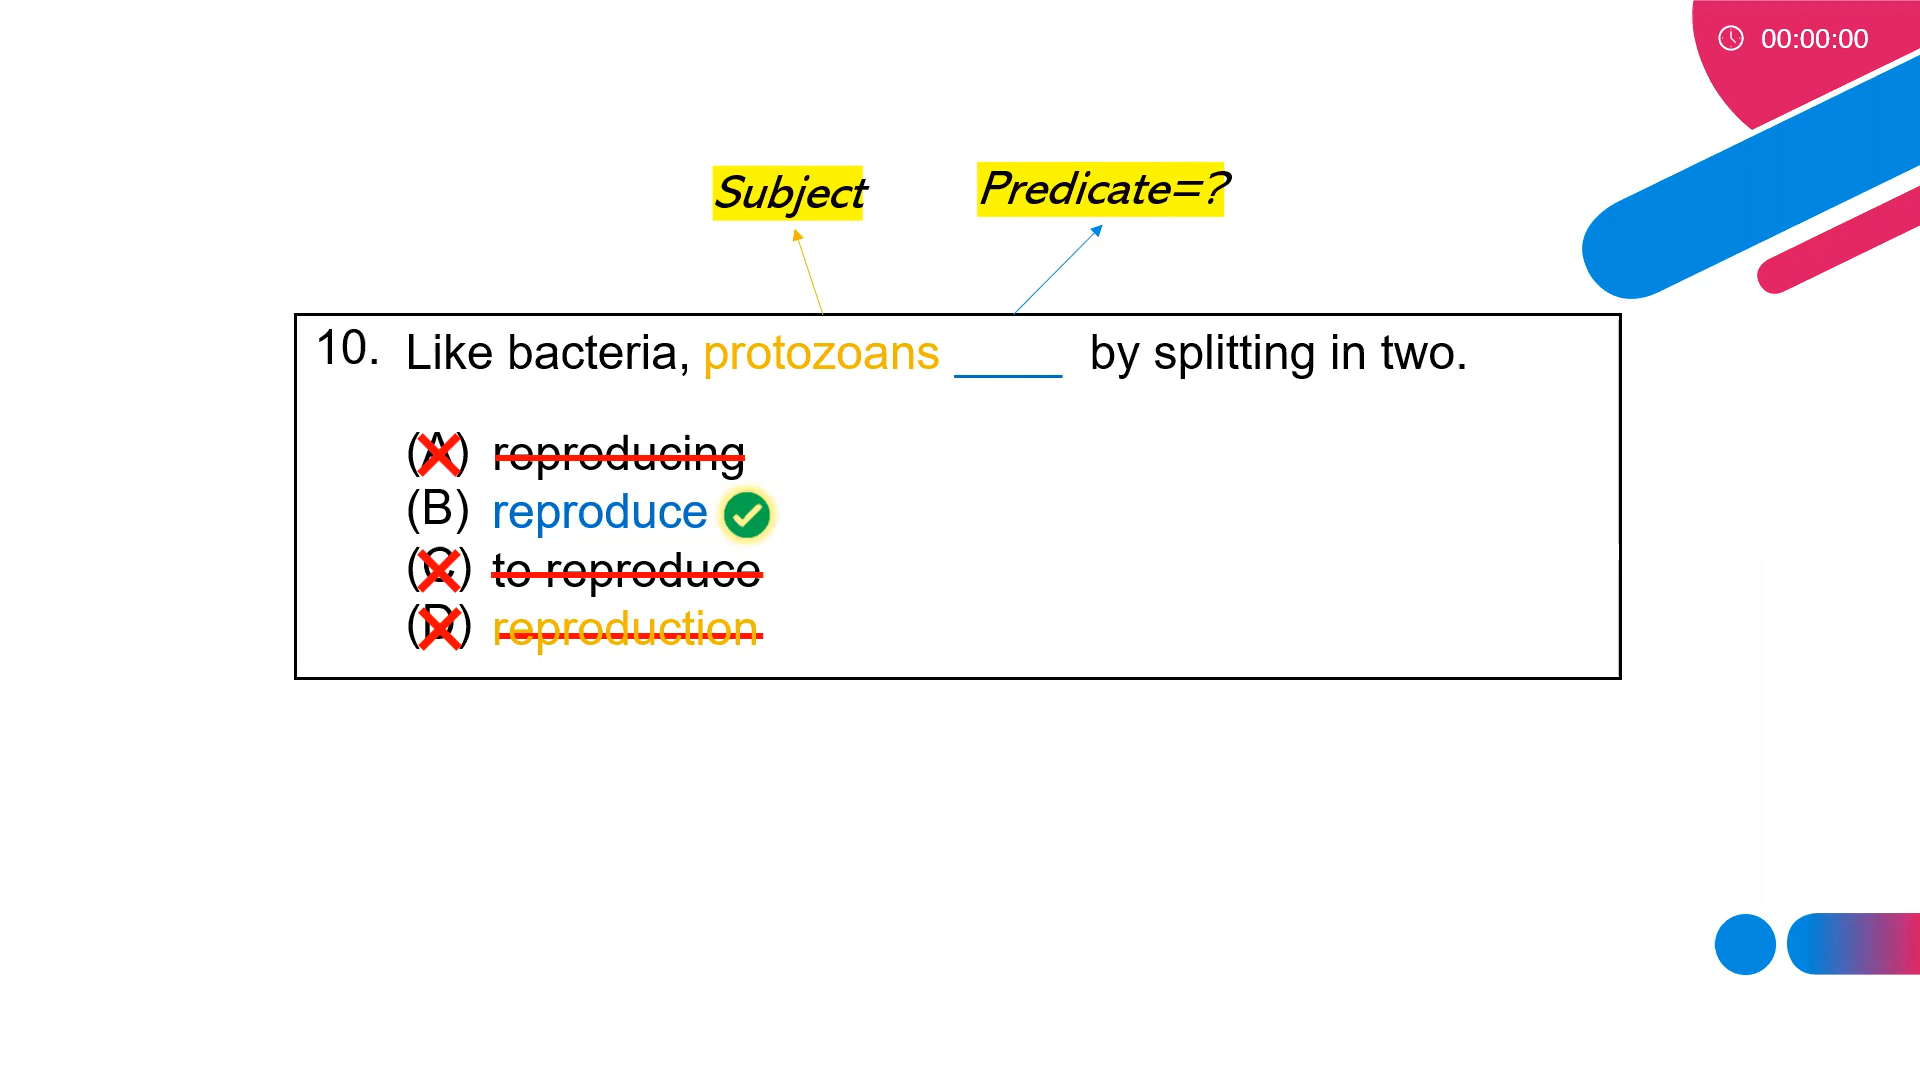 00:00:00
Subject Predicate=?
10. Like bacteria, protozoans _____ by splitting in two.
(A) reproducing
(B) reproduce
(C) to reproduce
(D) reproduction